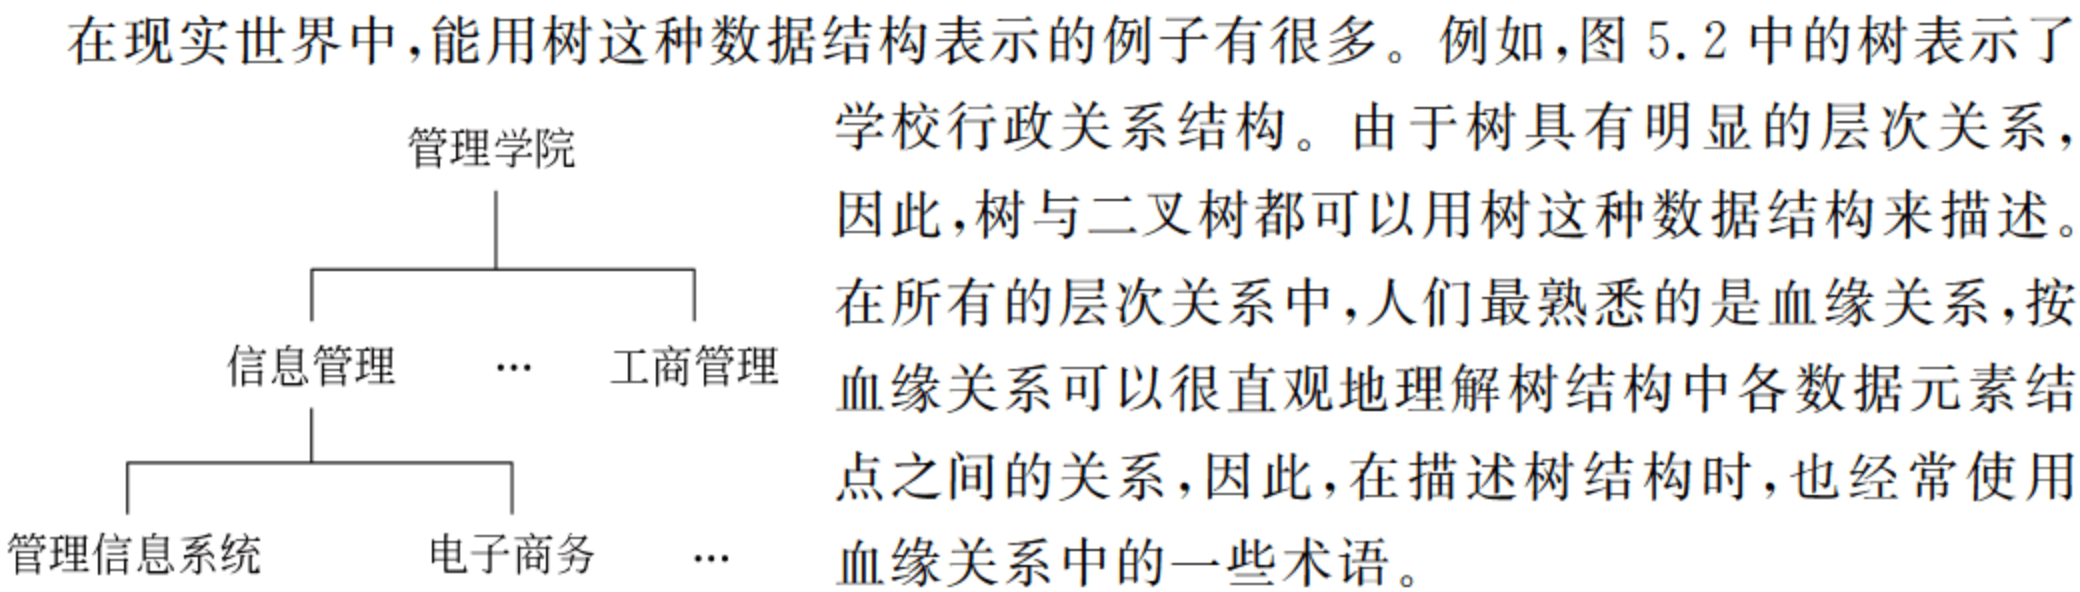 在现实世界中,能用树这种数据结构表示的例子有很多。例如,图 5.2 中的树表示了
学校行政关系结构。由于树具有明显的层次关系,
因此,树与二叉树都可以用树这种数据结构来描述。
在所有的层次关系中,人们最熟悉的是血缘关系,按
血缘关系可以很直观地理解树结构中各数据元素结
点之间的关系,因此,在描述树结构时,也经常使用
血缘关系中的一些术语。
管理学院
信息管理 … 工商管理
管理信息系统 电子商务 …